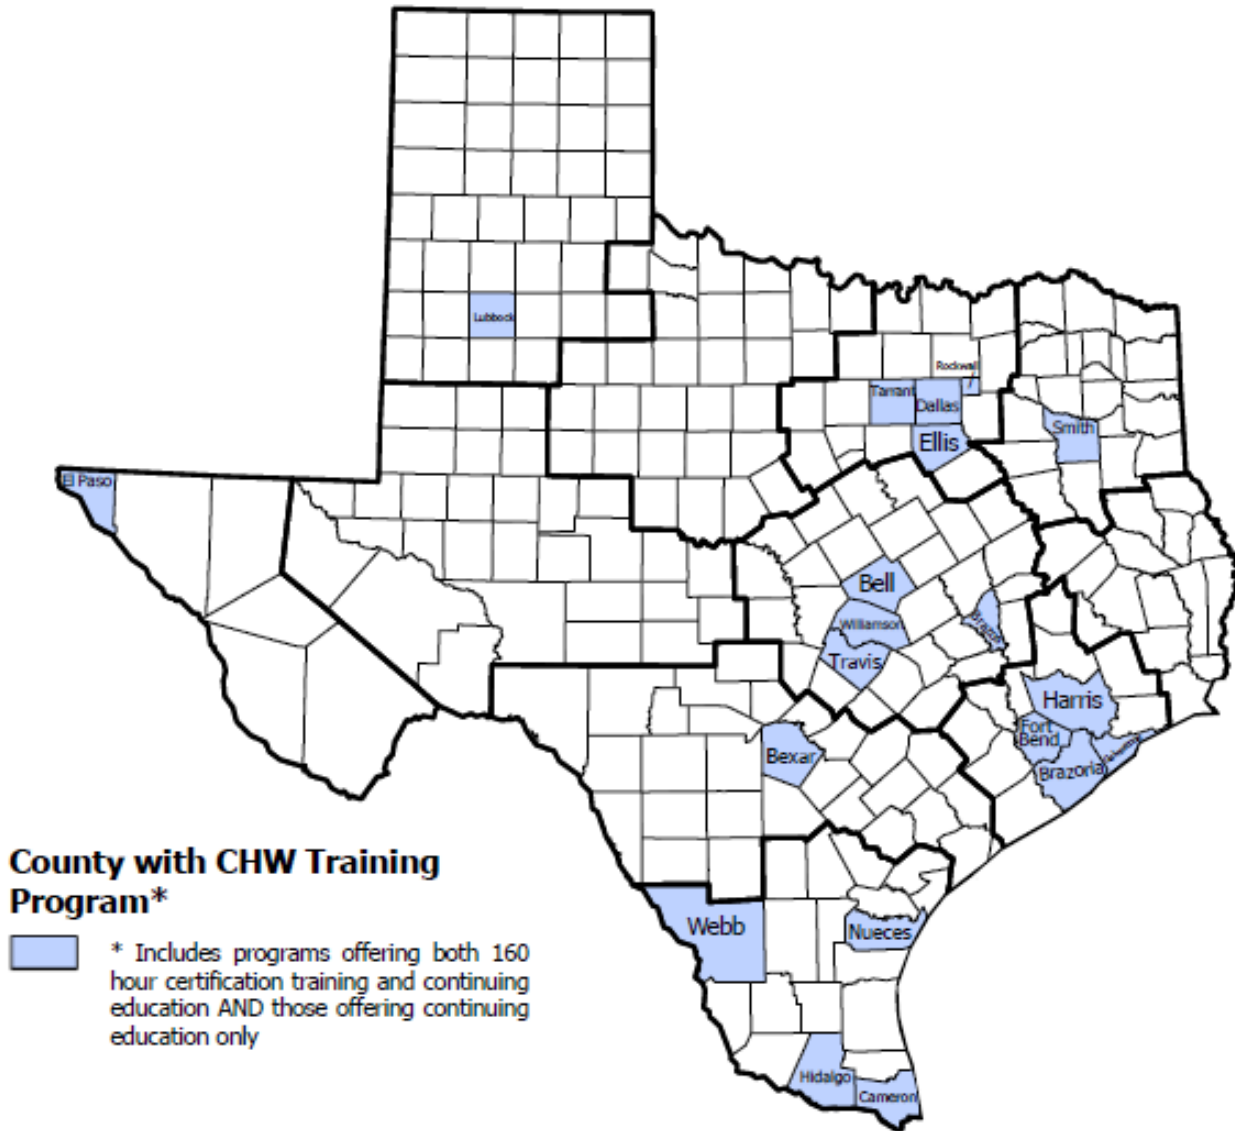 Lubbock
Rockwall
Tarrant
Dallas
Ellis
Smith
El Paso
Bell
Williamson
Brazos
Travis
Harris
Fort
Bend
Brazoria
Bexar
County with CHW Training
Program*
* Includes programs offering both 160
hour certification training and continuing
education AND those offering continuing
education only
Webb
Nueces
Hidalgo
Cameron